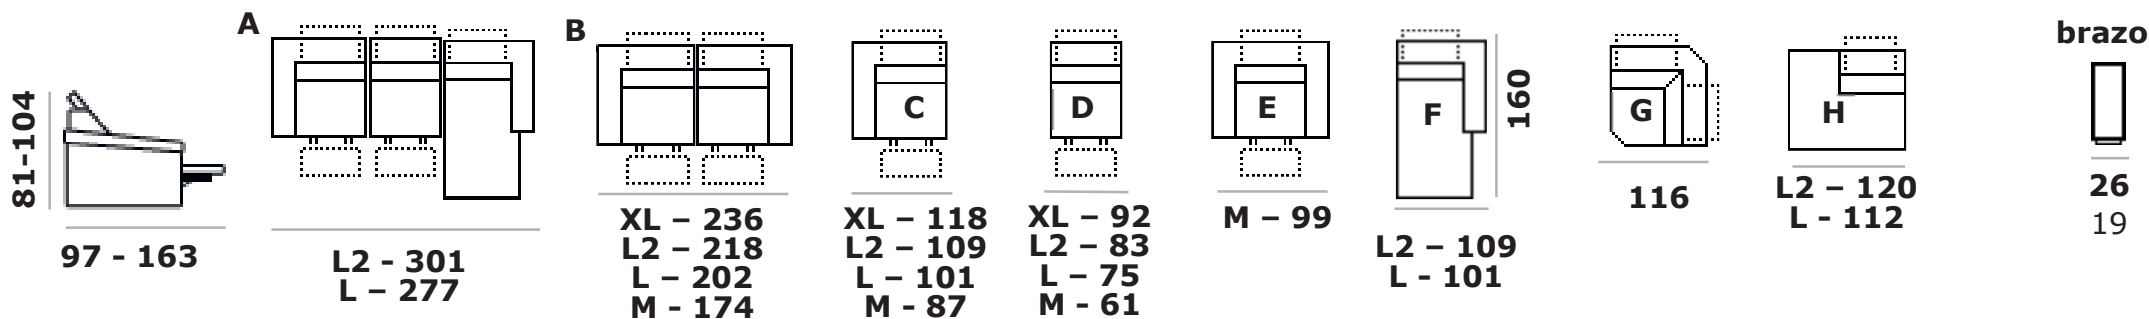 81-104
97 - 163
A
L2 - 301
L – 277
B
XL – 236
L2 – 218
L – 202
M - 174
C
XL – 118
L2 – 109
L – 101
M - 87
D
XL – 92
L2 – 83
L – 75
M - 61
E
M – 99
F
160
L2 – 109
L - 101
G
116
H
L2 – 120
L - 112
brazo
26
19